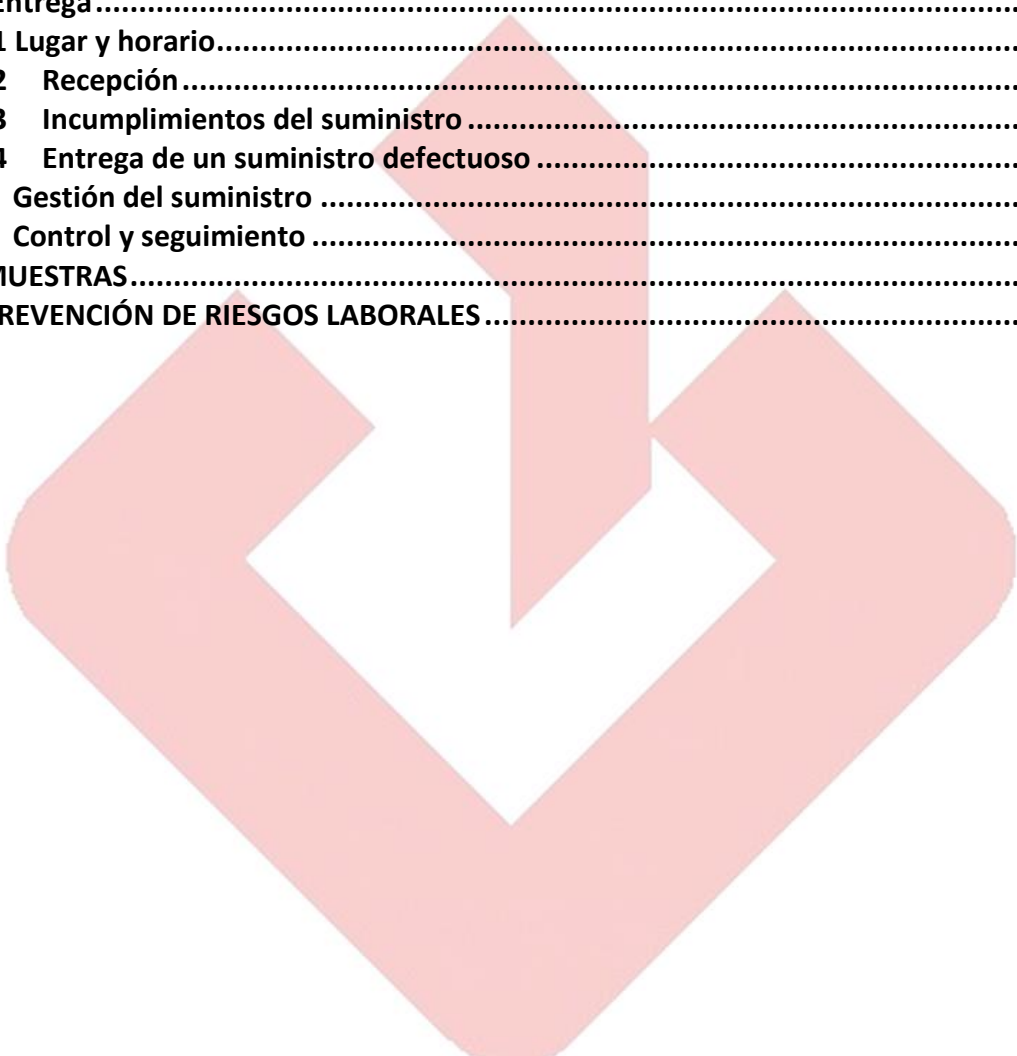 Entrega....................................................................................................
1 Lugar y horario....................................................................................................
2 Recepción....................................................................................................
3 Incumplimientos del suministro....................................................................................................
4 Entrega de un suministro defectuoso....................................................................................................
Gestión del suministro....................................................................................................
Control y seguimiento....................................................................................................
MUESTRAS....................................................................................................
REVENCIÓN DE RIESGOS LABORALES....................................................................................................